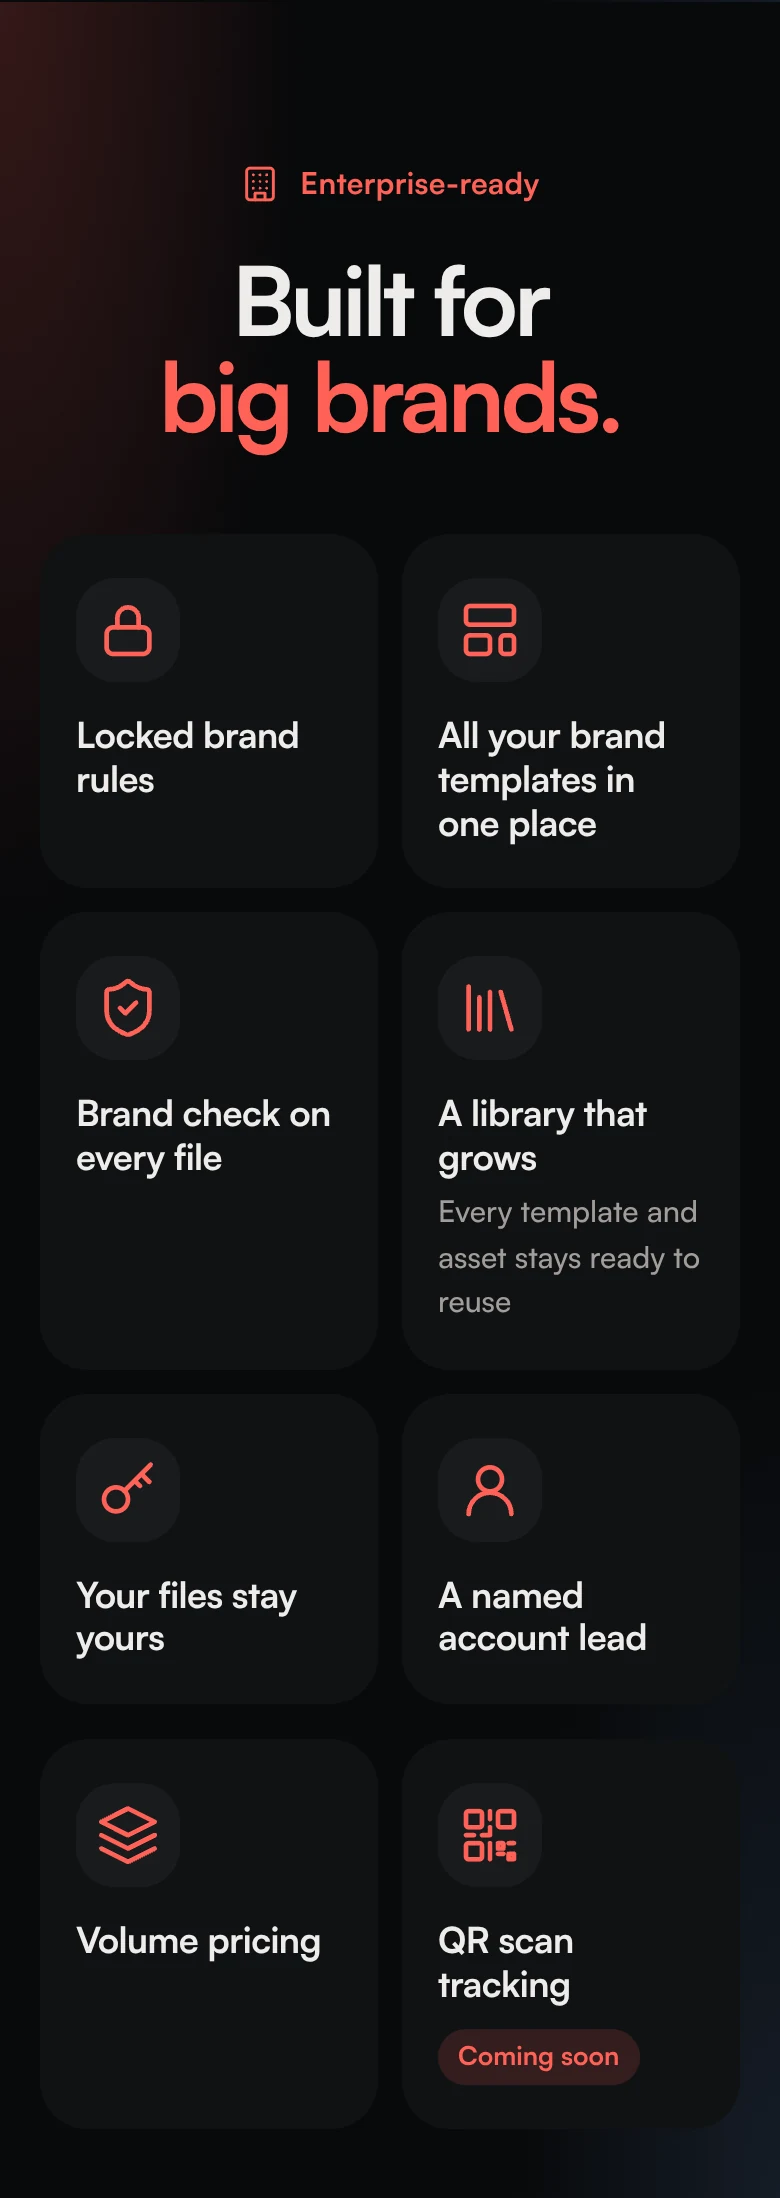 Enterprise-ready
Built for
big brands.
Locked brand
rules
All your brand
templates in
one place
Brand check on
every file
A library that
grows
Every template and
asset stays ready to
reuse
Your files stay
yours
A named
account lead
Volume pricing
QR scan
tracking
Coming soon